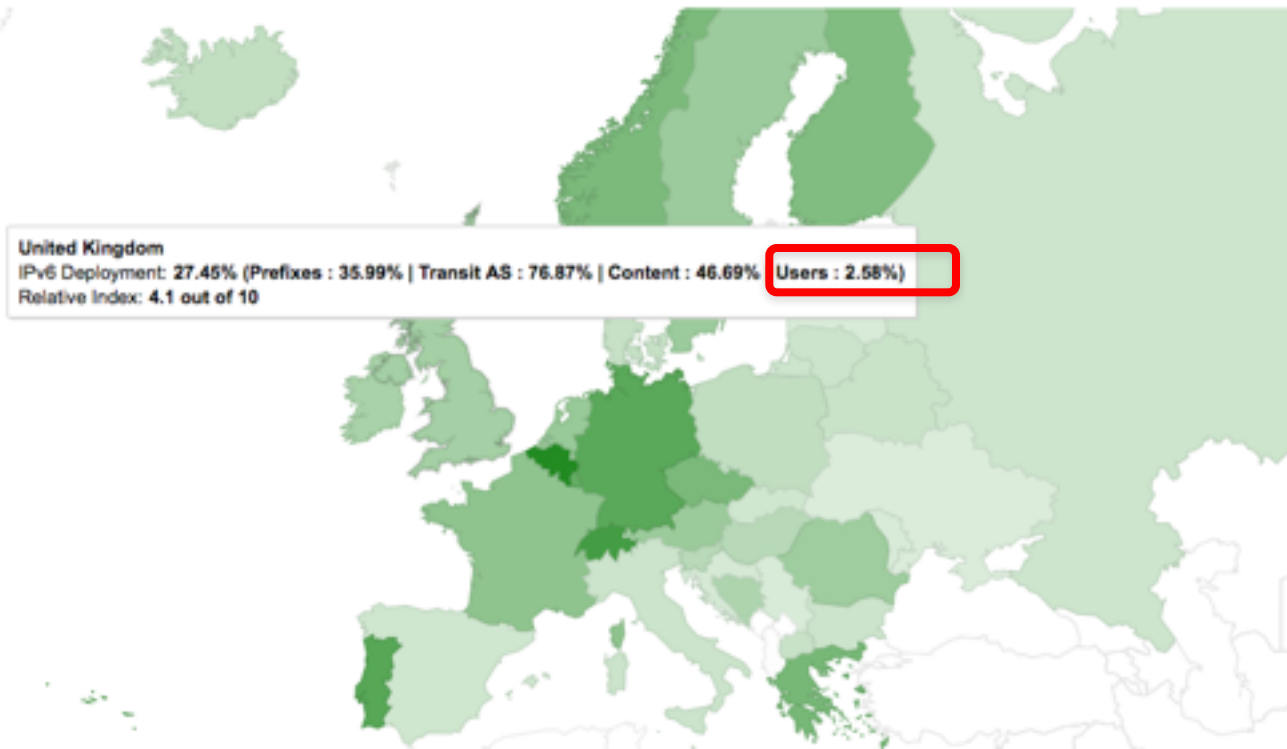 United Kingdom
IPv6 Deployment: 27.45% (Prefixes : 35.99% | Transit AS : 76.87% | Content : 46.69% Users : 2.58%)
Relative Index: 4.1 out of 10